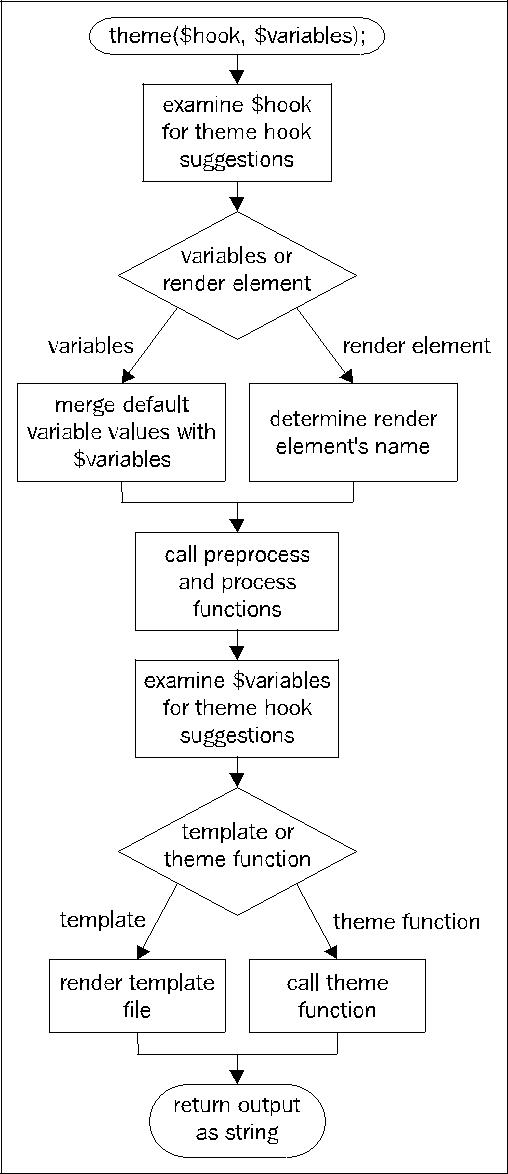 theme($hook, $variables);
examine $hook
for theme hook
suggestions
variables or
render element
variables
render element
merge default
variable values with
$variables
determine render
element's name
call preprocess
and process
functions
examine $variables
for theme hook
suggestions
template or
theme function
template
theme function
render template
file
call theme
function
return output
as string